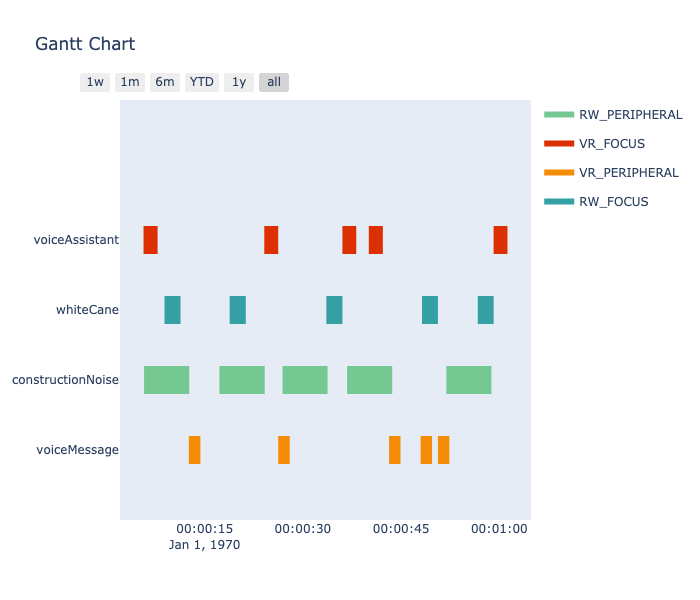 Gantt Chart
1w 1m 6m YTD 1y all
RW_PERIPHERAL
VR_FOCUS
VR_PERIPHERAL
RW_FOCUS
voiceAssistant
whiteCane
constructionNoise
voiceMessage
00:00:15 00:00:30 00:00:45 00:01:00
Jan 1, 1970